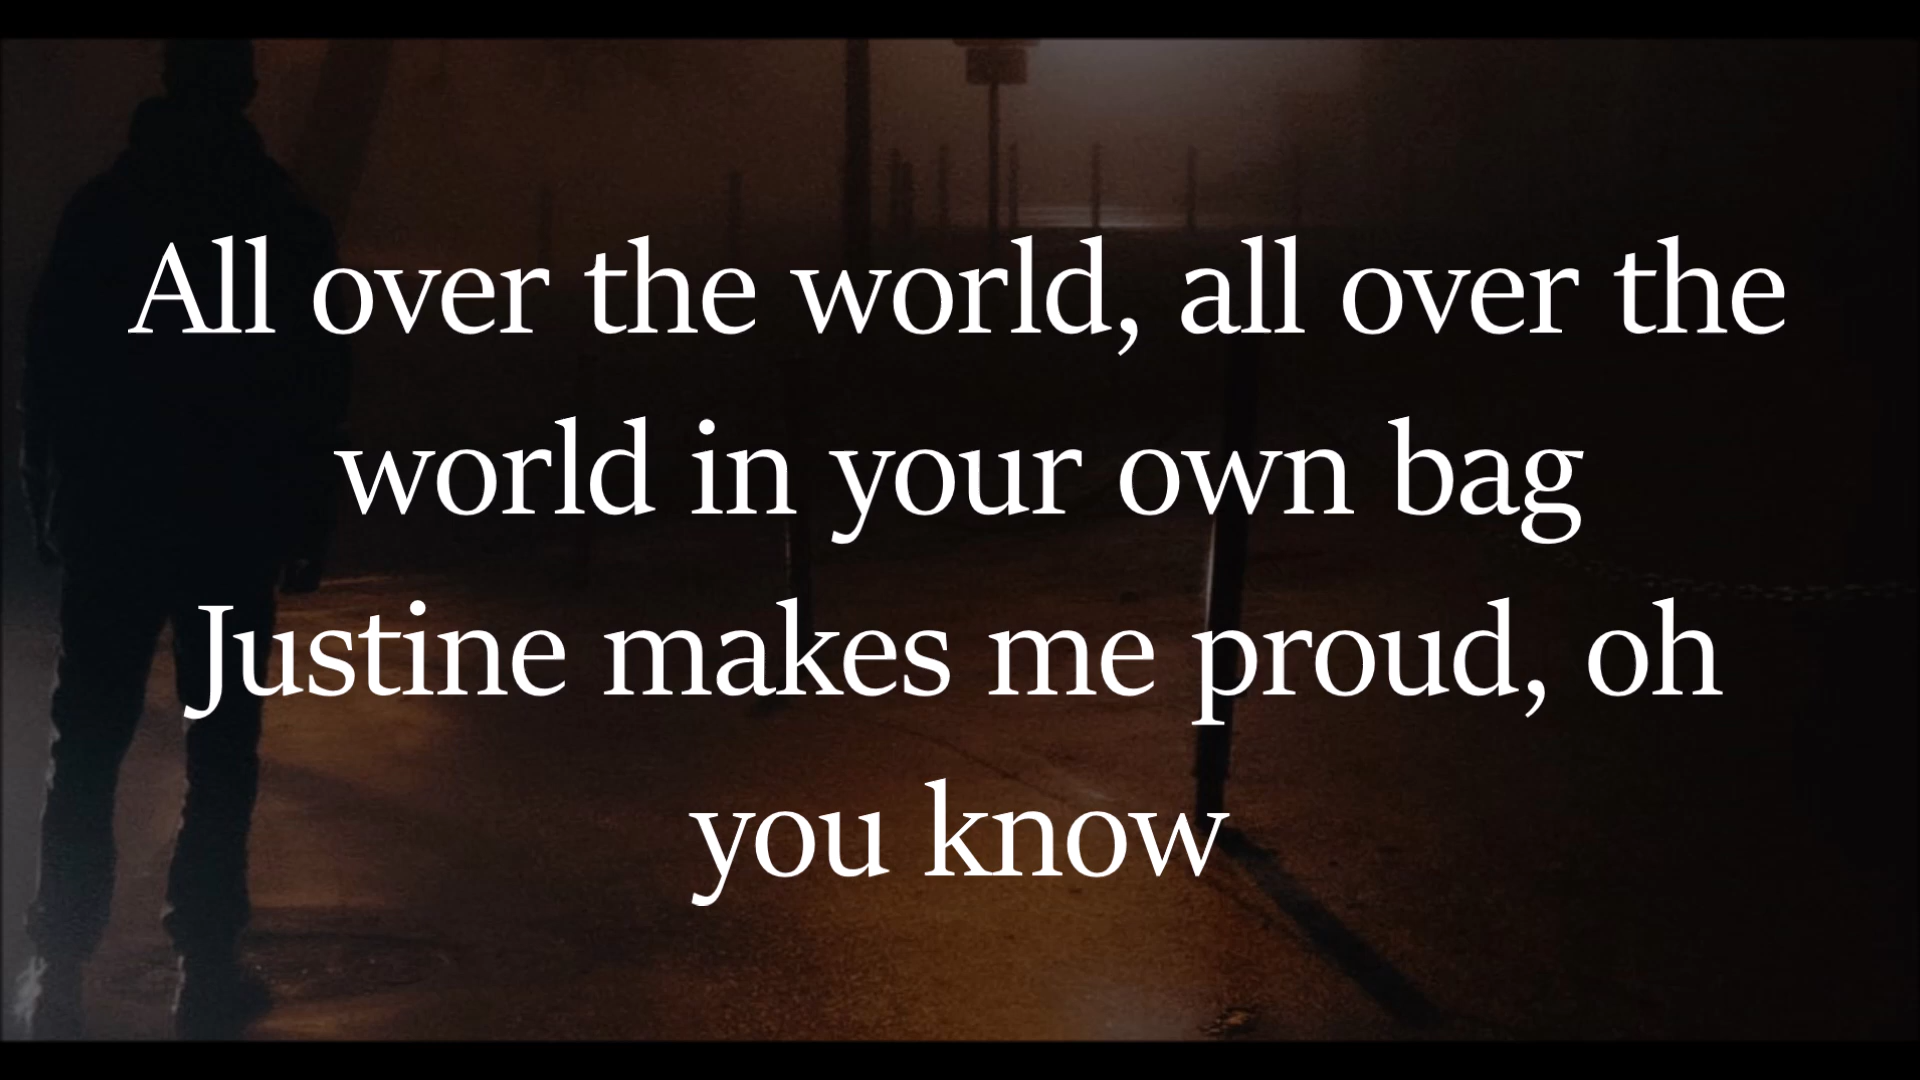 All over the world, all over the
world in your own bag
Justine makes me proud, oh
you know